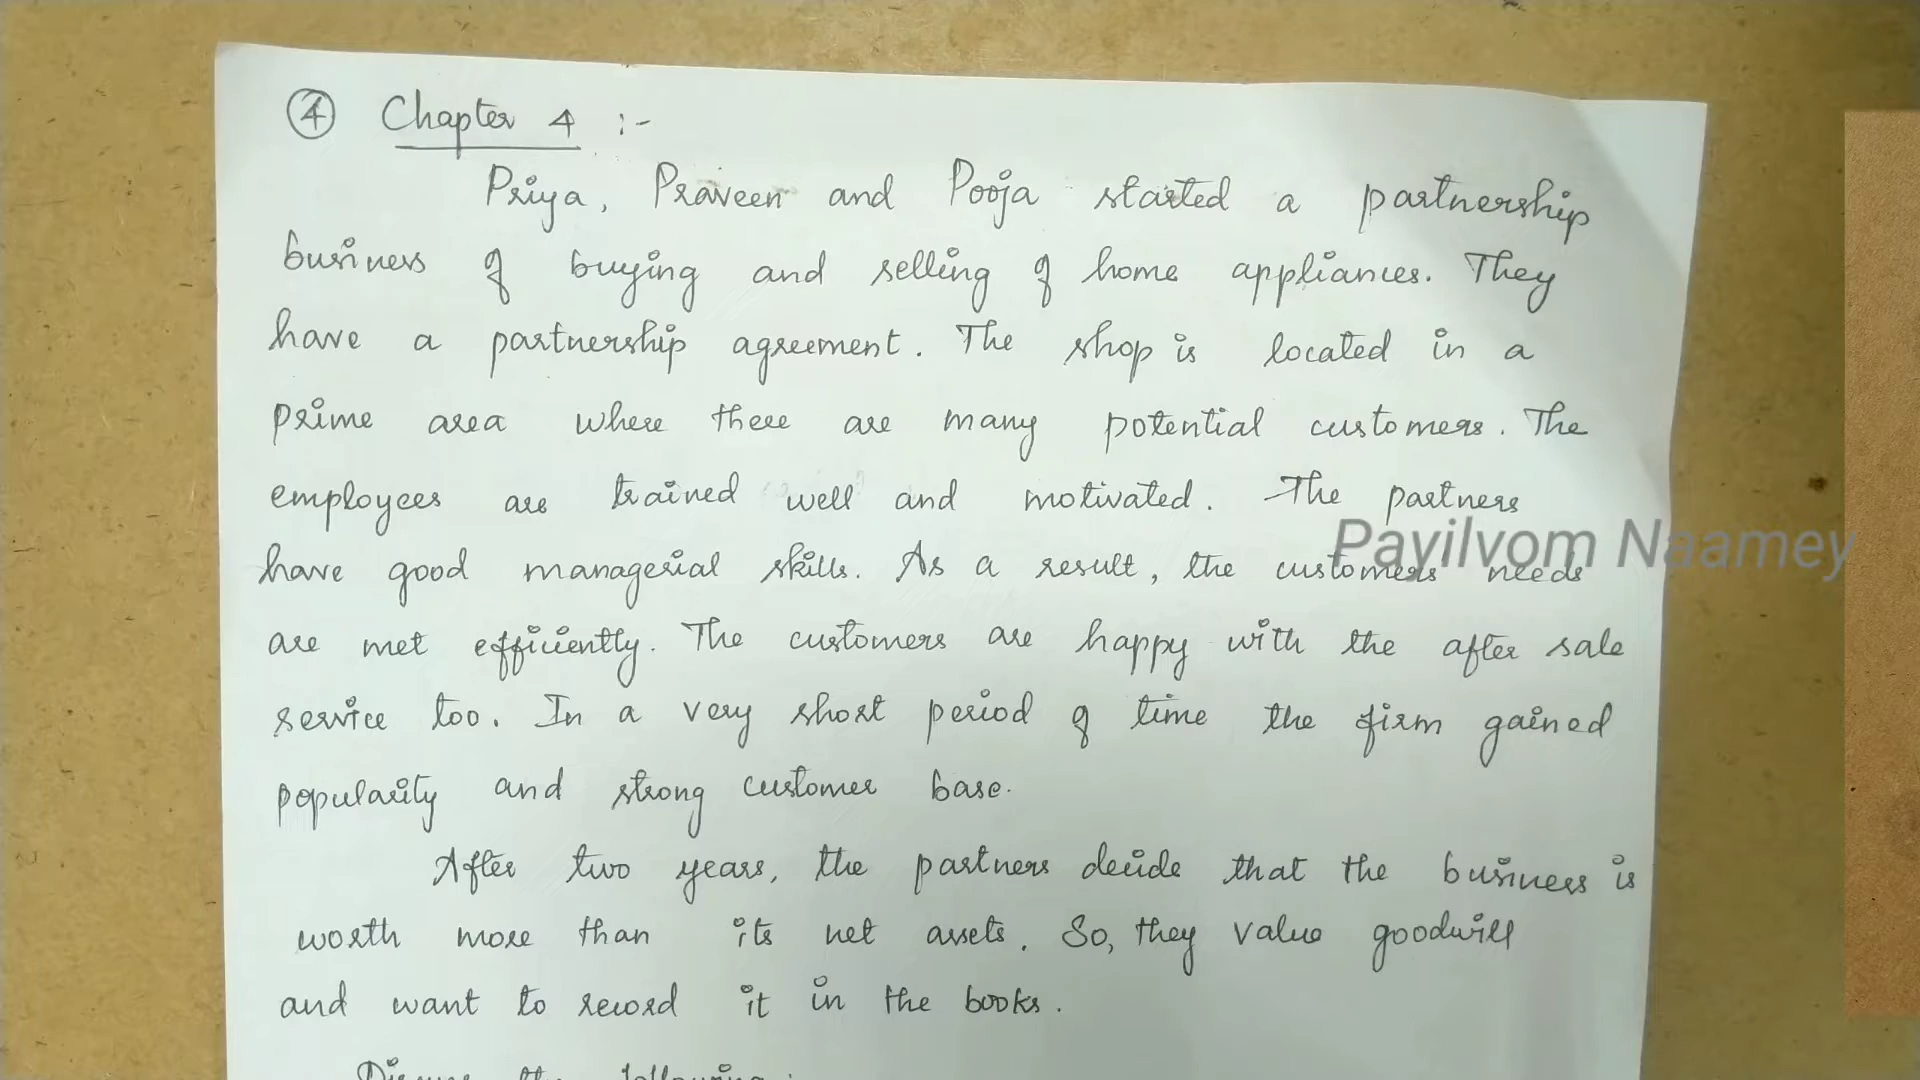 ④ Chapter 4 :-
Priya, Praveen and Pooja started a partnership
business of buying and selling of home appliances. They
have a partnership agreement. The shop is located in a
prime area where there are many potential customers. The
employees are trained well and motivated. The partners
Payilvom Naamey
have good managerial skills. As a result, the customers needs
are met efficiently. The customers are happy with the after sale
service too. In a very short period of time the firm gained
popularity and strong customer base.
After two years, the partners decide that the business is
worth more than its net assets. So, they value goodwill
and want to record it in the books.
Discuss the following :